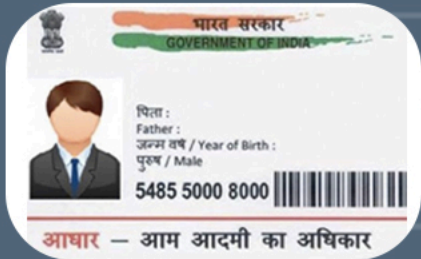 भारत सरकार
GOVERNMENT OF INDIA
पिता :
Father :
जन्म वर्ष / Year of Birth :
पुरुष / Male
5485 5000 8000
आधार – आम आदमी का अधिकार